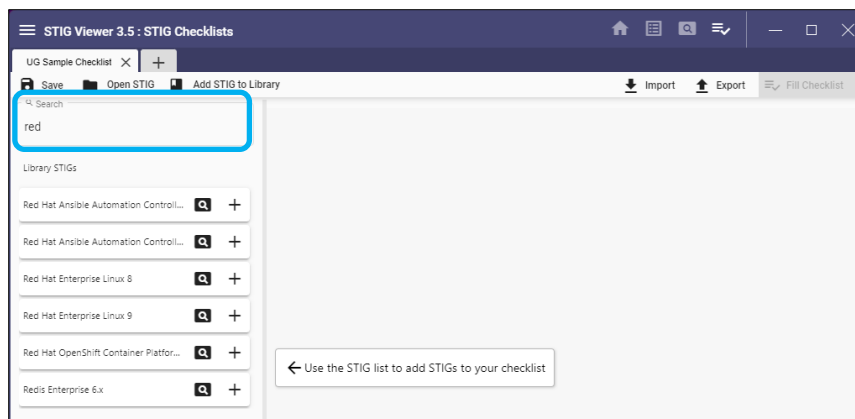 STIG Viewer 3.5 : STIG Checklists
UG Sample Checklist
Save Open STIG Add STIG to Library Import Export Fill Checklist
Search
red
Library STIGs
Red Hat Ansible Automation Controll...
Red Hat Ansible Automation Controll...
Red Hat Enterprise Linux 8
Red Hat Enterprise Linux 9
Red Hat OpenShift Container Platfor...
Use the STIG list to add STIGs to your checklist
Redis Enterprise 6.x